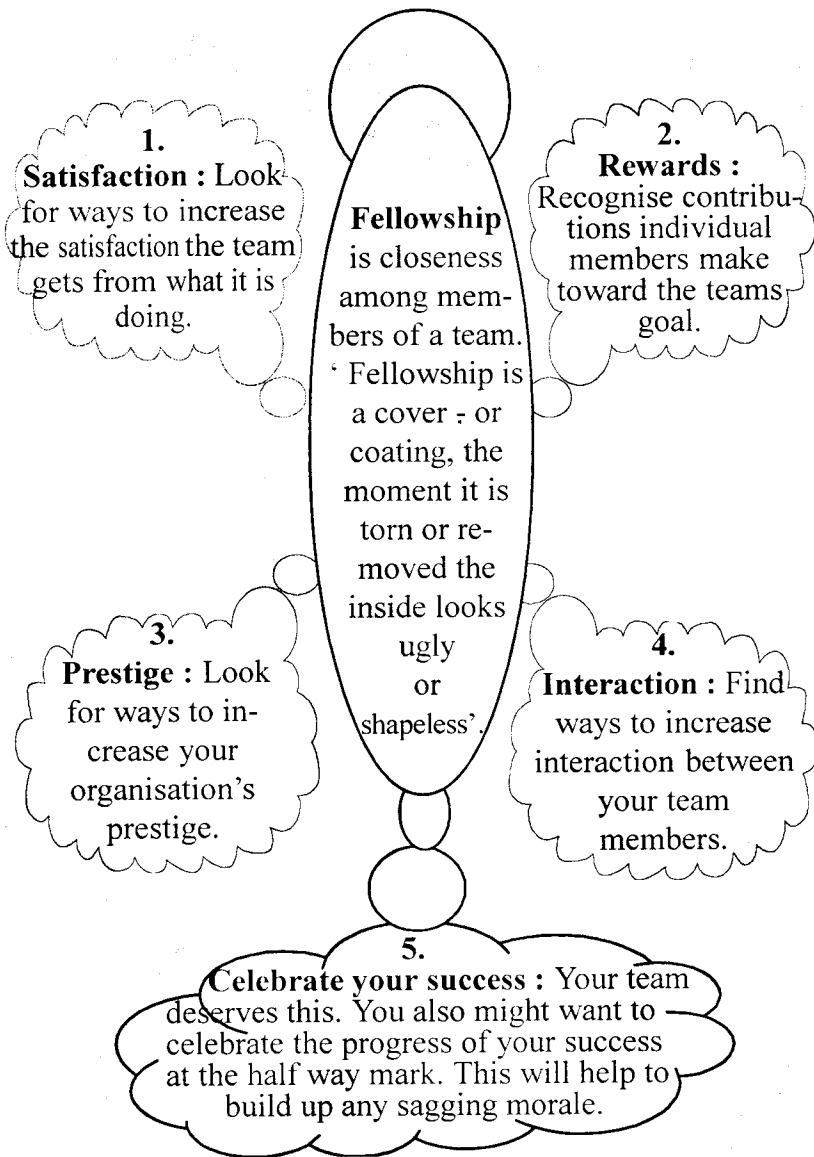 1.
Satisfaction : Look
for ways to increase
the satisfaction the team
gets from what it is
doing.
2.
Rewards :
Recognise contribu-
tions individual
members make
toward the teams
goal.
Fellowship
is closeness
among mem-
bers of a team.
‘ Fellowship is
a cover - or
coating, the
moment it is
torn or re-
moved the
inside looks
ugly
or
shapeless’.
3.
Prestige : Look
for ways to in-
crease your
organisation’s
prestige.
4.
Interaction : Find
ways to increase
interaction between
your team
members.
5.
Celebrate your success : Your team
deserves this. You also might want to
celebrate the progress of your success
at the half way mark. This will help to
build up any sagging morale.